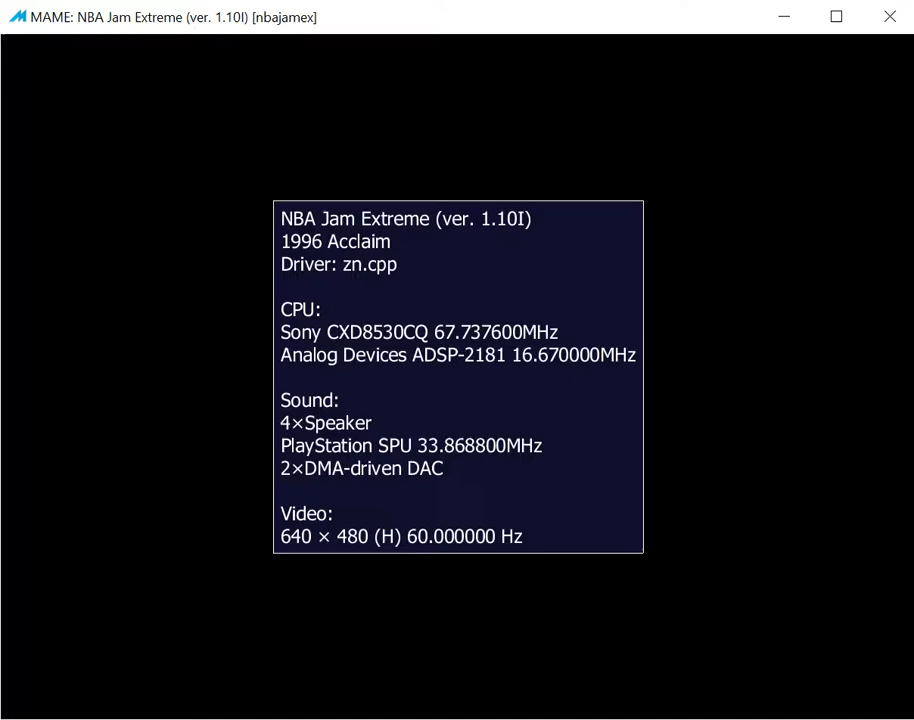 MAME: NBA Jam Extreme (ver. 1.10I) [nbajamex]
NBA Jam Extreme (ver. 1.10I)
1996 Acclaim
Driver: zn.cpp
CPU:
Sony CXD8530CQ 67.737600MHz
Analog Devices ADSP-2181 16.670000MHz
Sound:
4×Speaker
PlayStation SPU 33.868800MHz
2×DMA-driven DAC
Video:
640 × 480 (H) 60.000000 Hz